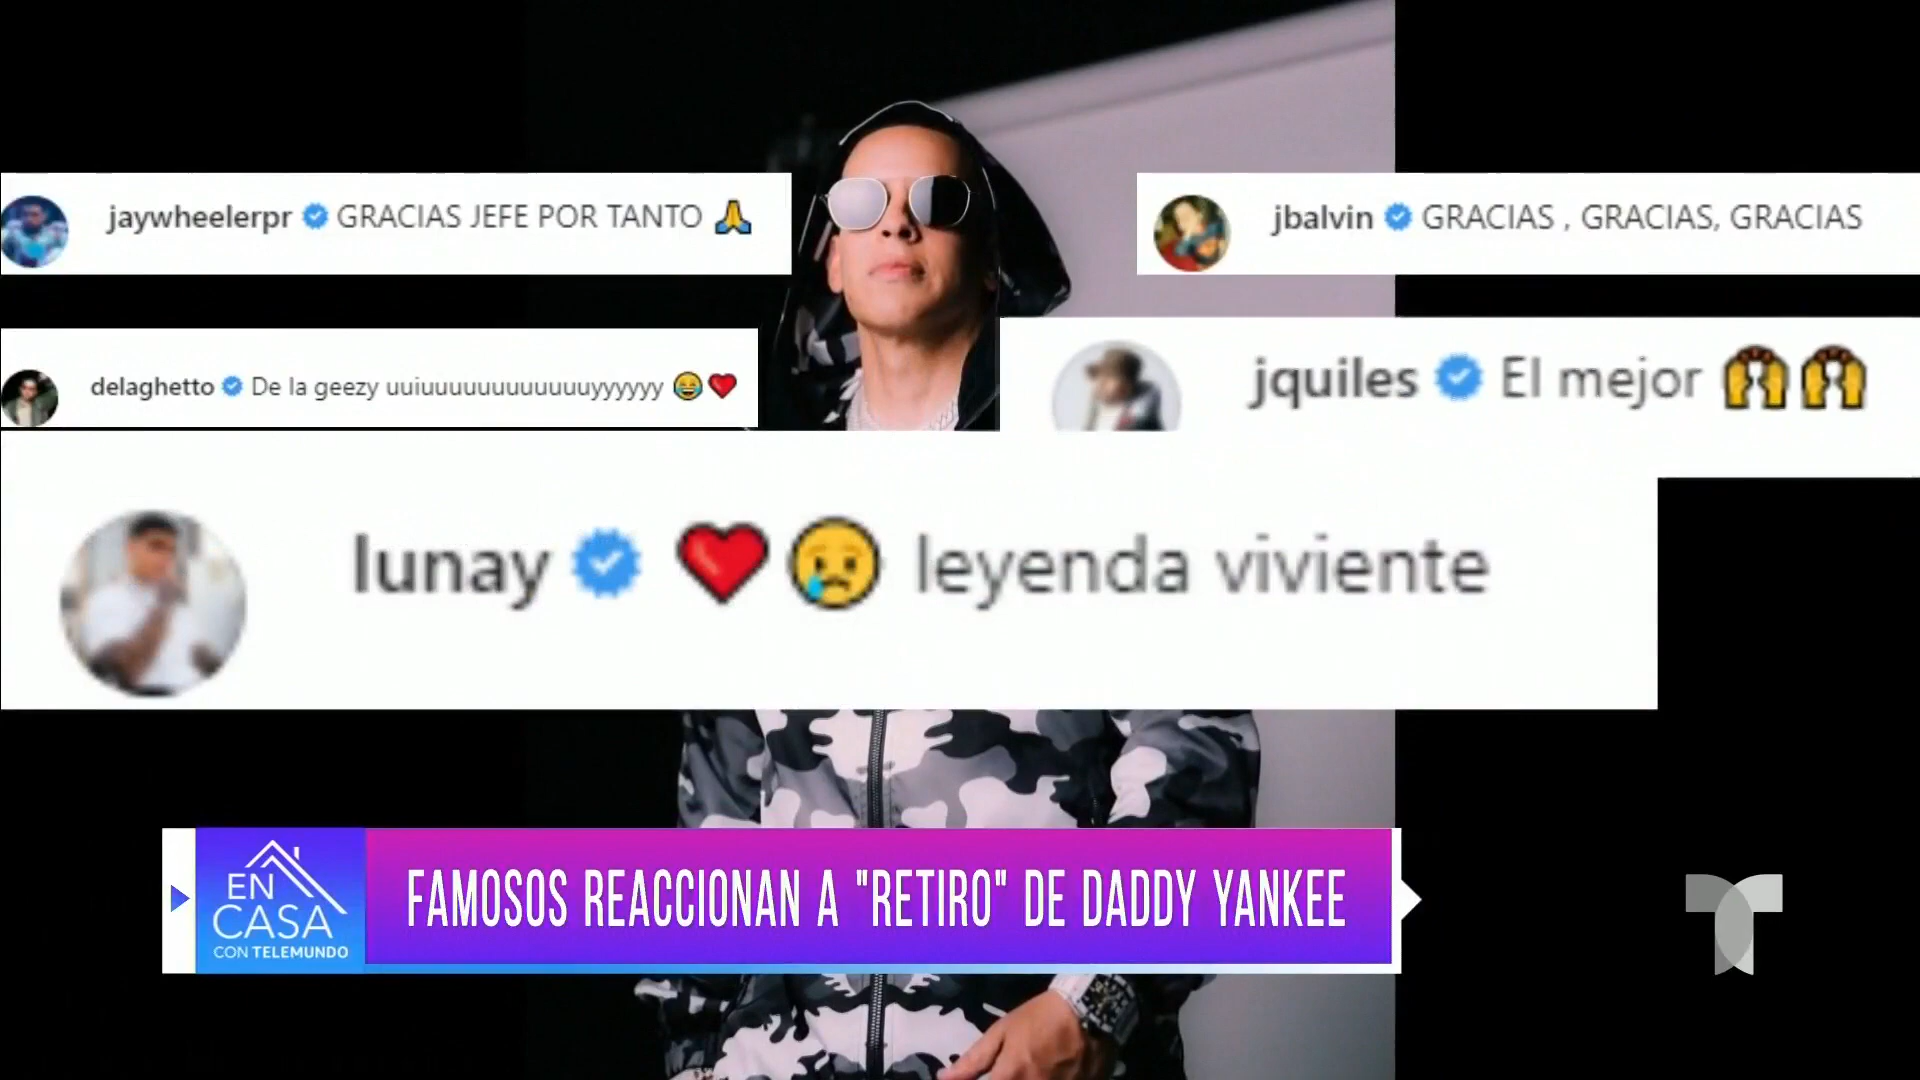 jaywheelerpr GRACIAS JEFE POR TANTO 🙏
jbalvin GRACIAS , GRACIAS, GRACIAS
delaghetto De la geezy uuiuuuuuuuuuuuuuyyyyyy 😂❤️
jquiles El mejor 🙌🙌
lunay ❤️😢 leyenda viviente
EN
CASA
CON TELEMUNDO
FAMOSOS REACCIONAN A "RETIRO" DE DADDY YANKEE